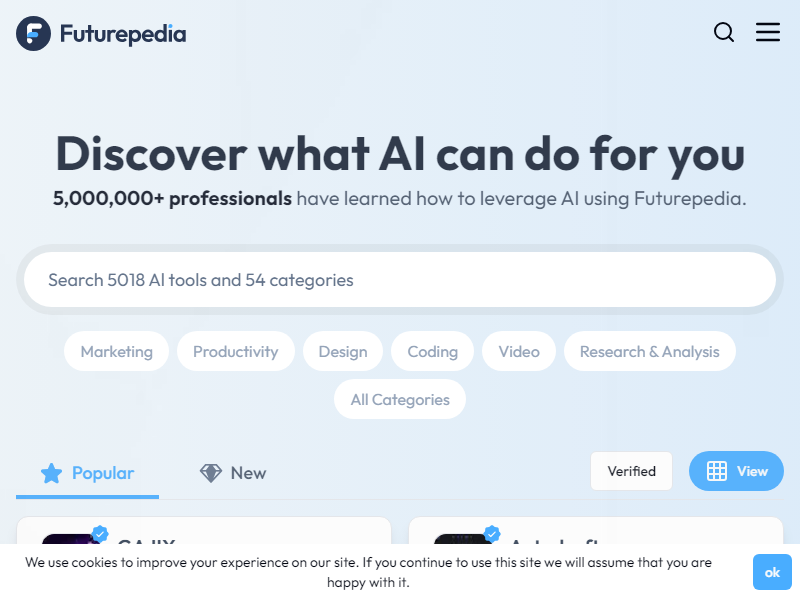 Futurepedia
Discover what AI can do for you
5,000,000+ professionals have learned how to leverage AI using Futurepedia.
Search 5018 AI tools and 54 categories
Marketing
Productivity
Design
Coding
Video
Research & Analysis
All Categories
Popular
New
Verified
View
We use cookies to improve your experience on our site. If you continue to use this site we will assume that you are
happy with it.
ok